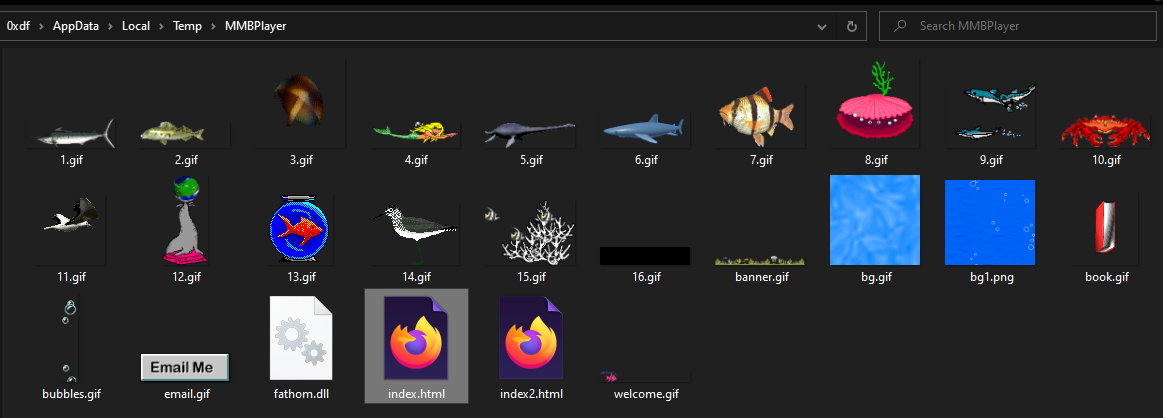 0xdf > AppData > Local > Temp > MMBPlayer Search MMBPlayer
1.gif 2.gif 3.gif 4.gif 5.gif 6.gif 7.gif 8.gif 9.gif 10.gif
11.gif 12.gif 13.gif 14.gif 15.gif 16.gif banner.gif bg.gif bg1.png book.gif
Email Me
bubbles.gif email.gif fathom.dll index.html index2.html welcome.gif